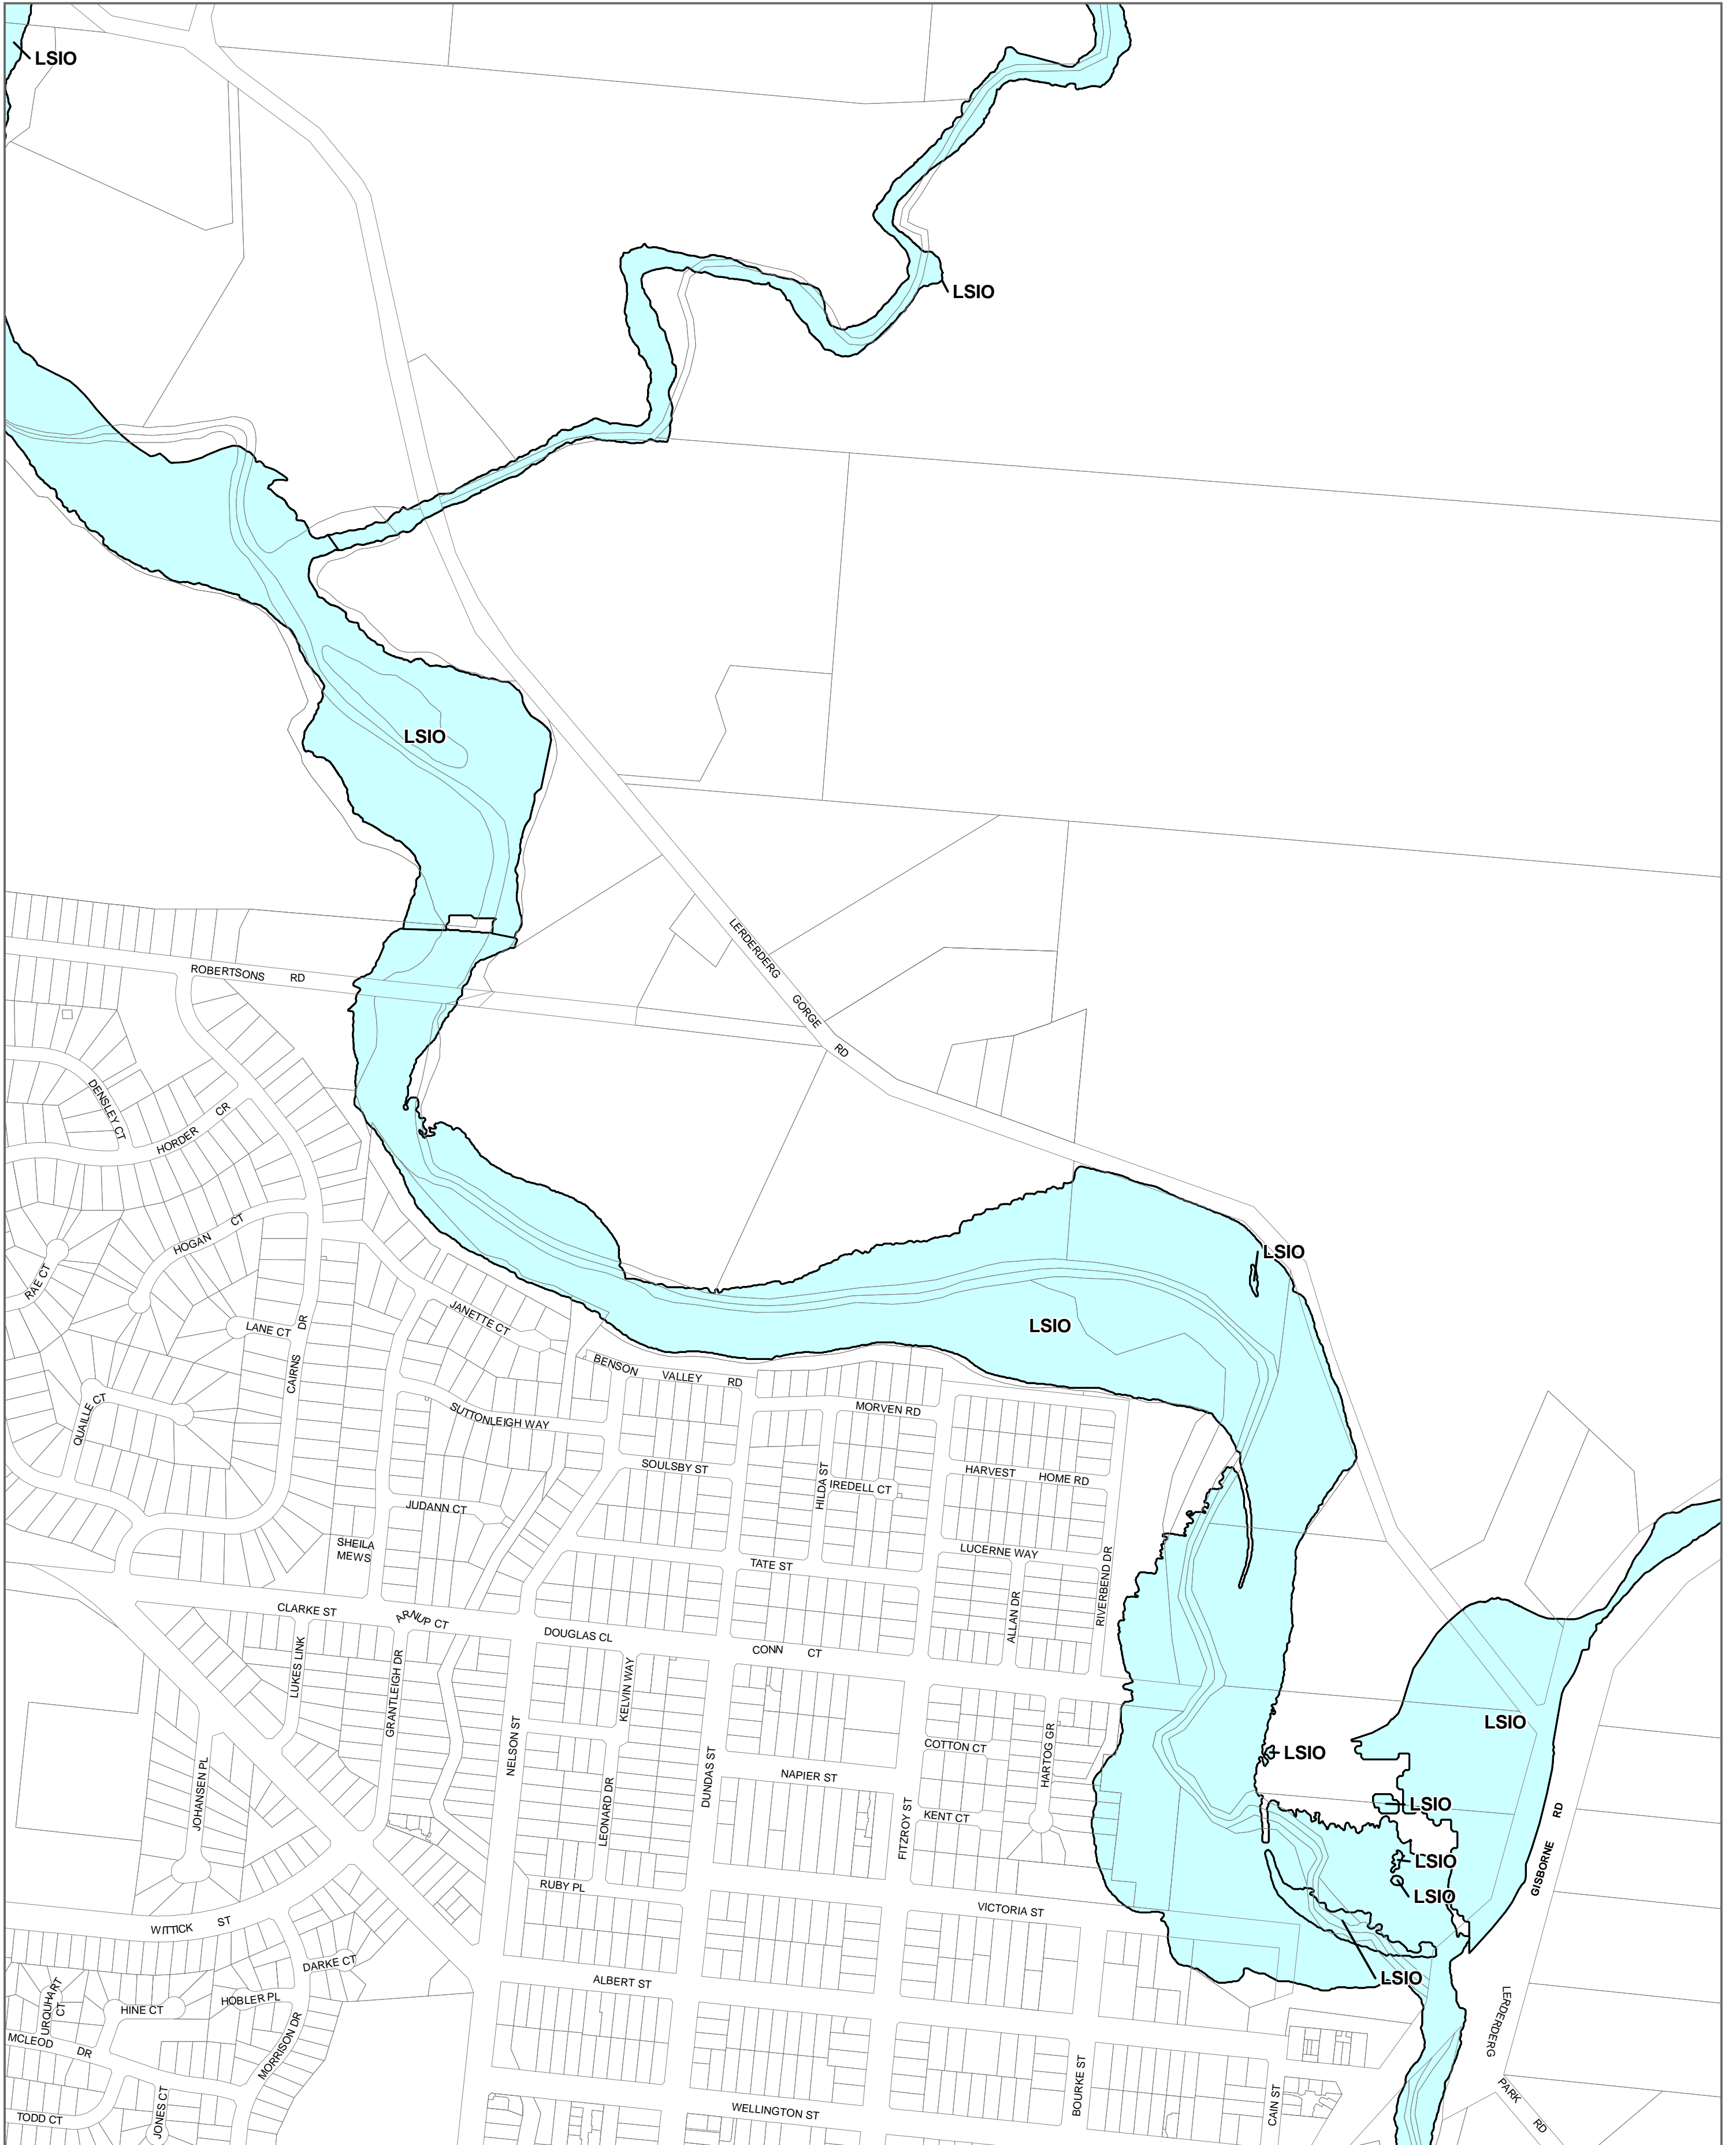 LSIO
LSIO
LSIO
ROBERTSONS RD
LERDERDERG GORGE RD
DENSLEY CT
HORDER CR
HOGAN CT
RAE CT
LSIO
LANE CT
CAIRNS DR
JANETTE CT
LSIO
BENSON VALLEY RD
QUAILLE CT
SUTTONLEIGH WAY
MORVEN RD
SOULSBY ST
HILDA ST
IREDELL CT
HARVEST HOME RD
JUDANN CT
SHEILA
MEWS
TATE ST
LUCERNE WAY
RIVERBEND DR
ALLAN DR
CLARKE ST
ARNUP CT
DOUGLAS CL
CONN CT
LUKES LINK
GRANTLEIGH DR
KELVIN WAY
NELSON ST
DUNDAS ST
COTTON CT
HARTOG GR
LSIO
LSIO
NAPIER ST
JOHANSEN PL
LEONARD DR
FITZROY ST
KENT CT
LSIO
GISBORNE RD
LSIO
LSIO
RUBY PL
VICTORIA ST
WITTICK ST
DARKE CT
ALBERT ST
LSIO
URQUHART
CT
HINE CT
HOBLER PL
MCLEOD DR
MORRISON DR
LERDERDERG
PARK RD
BOURKE ST
CAIN ST
TODD CT
JONES CT
WELLINGTON ST